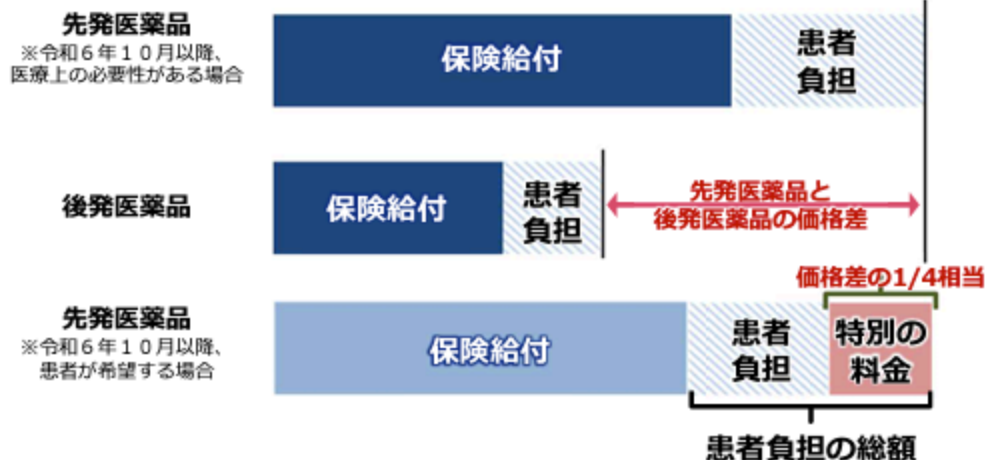 先発医薬品
※令和６年１０月以降、
医療上の必要性がある場合
保険給付
患者
負担
後発医薬品
保険給付
患者
負担
先発医薬品と
後発医薬品の価格差
価格差の1/4相当
先発医薬品
※令和６年１０月以降、
患者が希望する場合
保険給付
患者
負担
特別の
料金
患者負担の総額